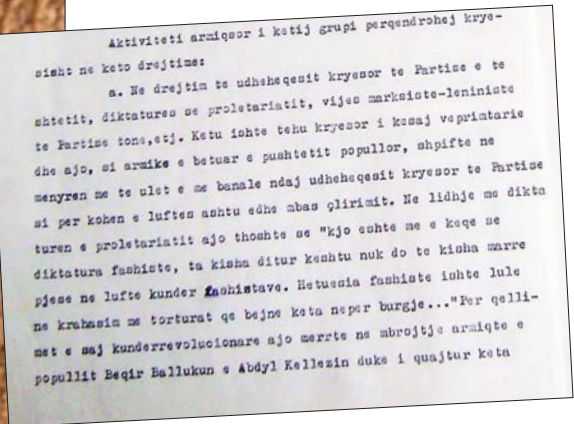 Aktiviteti armiqsor i ketij grupi perqendrohej krye-
sisht ne keto drejtime:
a. Ne drejtim te udheheqesit kryesor te Partise e te
shtetit, diktatures se proletariatit, vijes marksiste-leniniste
te Partise tone,etj. Ketu ishte tehu kryesor i kesaj veprimtarie
dhe ajo, si armike e betuar e pushtetit popullor, shpifte ne
menyren me te ulet e me banale ndaj udheheqesit kryesor te Partise
si per kohen e luftes ashtu edhe mbas çlirimit. Ne lidhje me dikta
turen e proletariatit ajo thoshte se "kjo eshte me e keqe se
diktatura fashiste, ta kisha ditur keshtu nuk do te kisha marre
pjese ne lufte kunder fashistave. Hetuesia fashiste ishte lule
ne krahasim me torturat qe bejne keta neper burgje..."Per qelli-
met e saj kunderrevolucionare ajo merrte ne mbrojtje armiqte e
popullit Beqir Ballukun e Abdyl Kellezin duke i quajtur keta